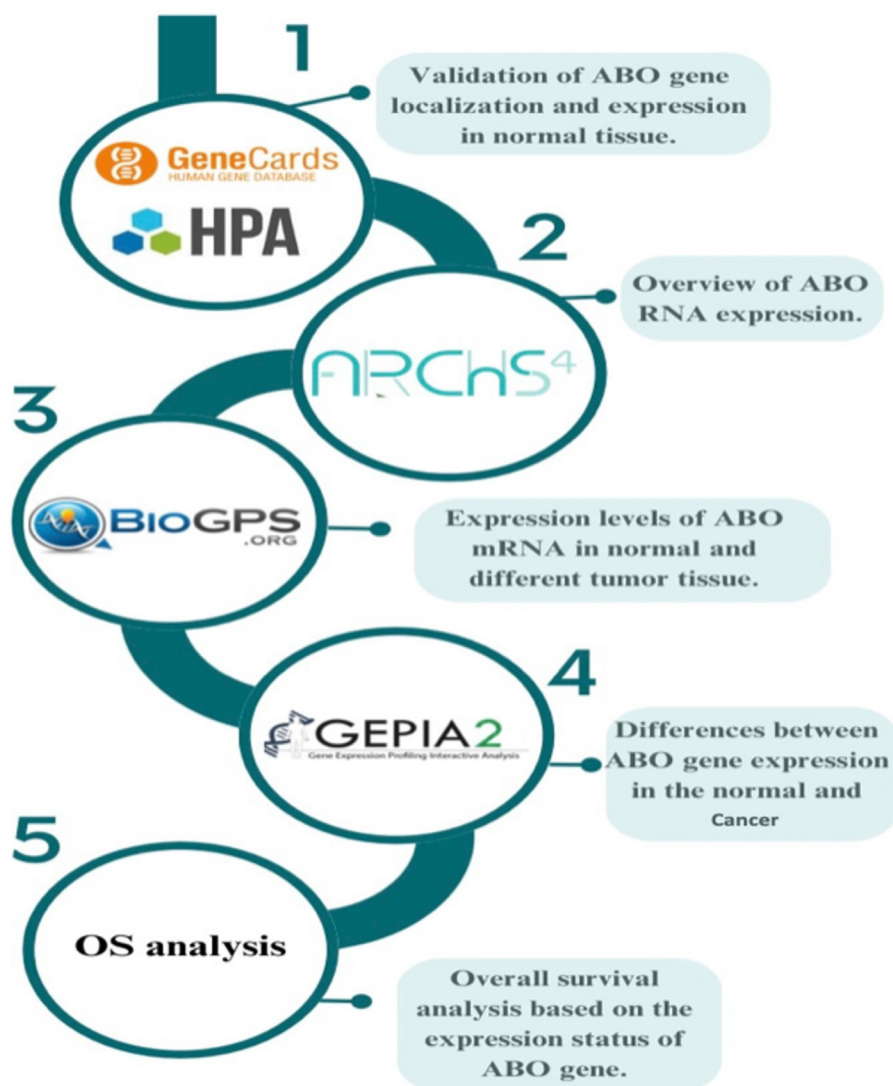 1
Validation of ABO gene
localization and expression
in normal tissue.
GeneCards
HUMAN GENE DATABASE
HPA
2
Overview of ABO
RNA expression.
ARCHS4
3
BioGPS
.ORG
Expression levels of ABO
mRNA in normal and
different tumor tissue.
4
GEPIA2
Gene Expression Profiling Interactive Analysis
Differences between
ABO gene expression
in the normal and
Cancer
5
OS analysis
Overall survival
analysis based on the
expression status of
ABO gene.